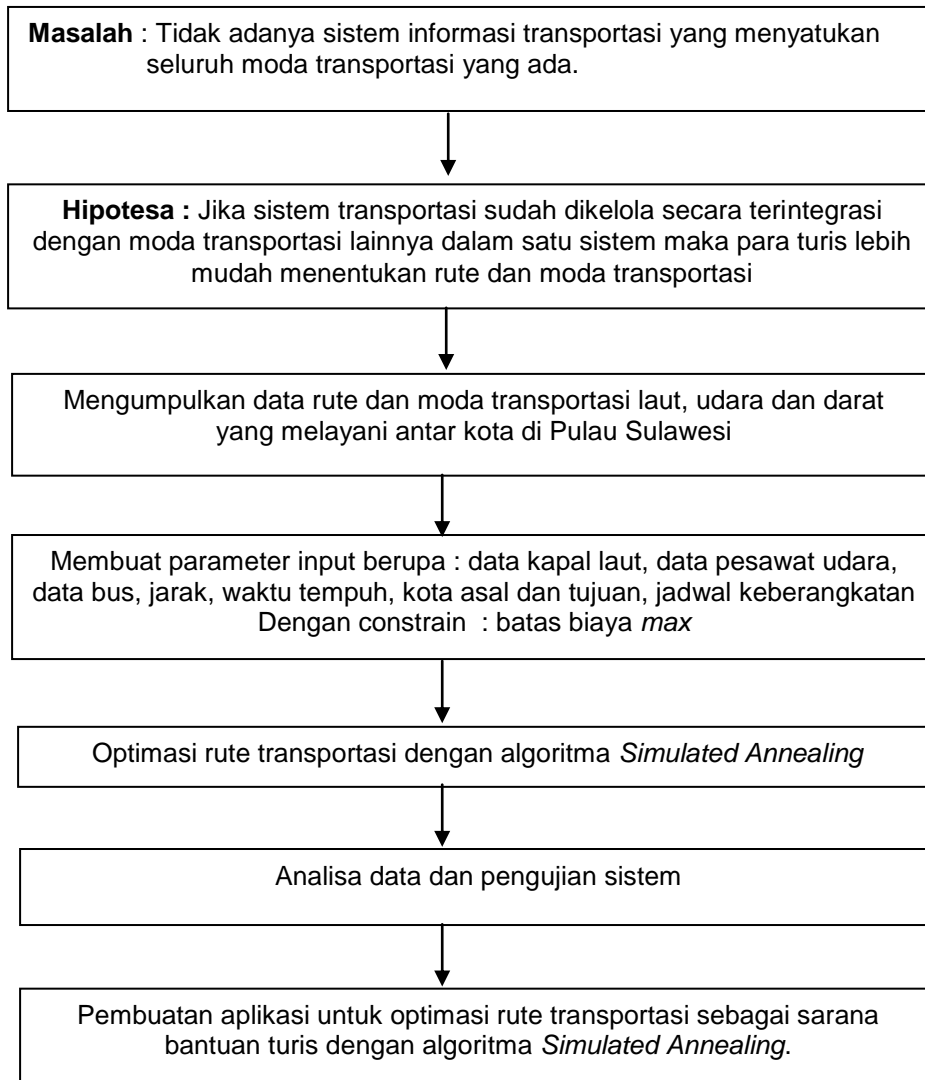 Masalah : Tidak adanya sistem informasi transportasi yang menyatukan
seluruh moda transportasi yang ada.
Hipotesa : Jika sistem transportasi sudah dikelola secara terintegrasi
dengan moda transportasi lainnya dalam satu sistem maka para turis lebih
mudah menentukan rute dan moda transportasi
Mengumpulkan data rute dan moda transportasi laut, udara dan darat
yang melayani antar kota di Pulau Sulawesi
Membuat parameter input berupa : data kapal laut, data pesawat udara,
data bus, jarak, waktu tempuh, kota asal dan tujuan, jadwal keberangkatan
Dengan constrain : batas biaya max
Optimasi rute transportasi dengan algoritma Simulated Annealing
Analisa data dan pengujian sistem
Pembuatan aplikasi untuk optimasi rute transportasi sebagai sarana
bantuan turis dengan algoritma Simulated Annealing.